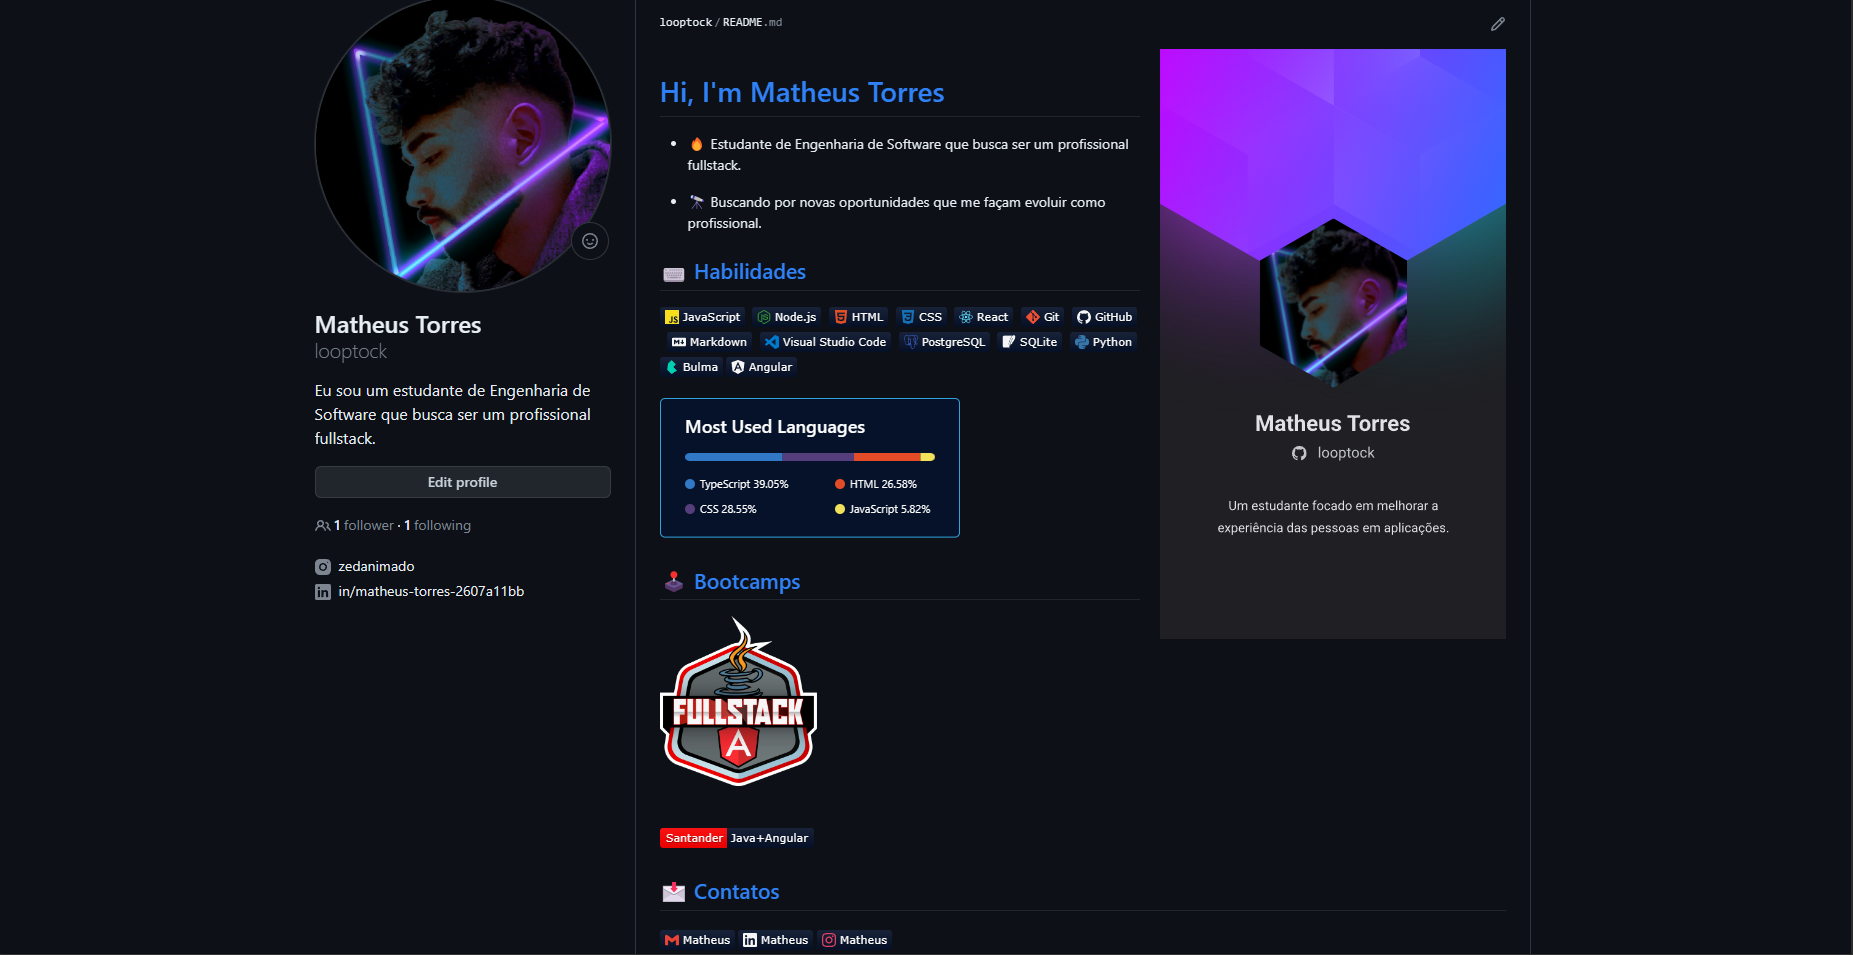 Matheus Torres
looptock
Eu sou um estudante de Engenharia de
Software que busca ser um profissional
fullstack.
Edit profile
1 follower · 1 following
zedanimado
in/matheus-torres-2607a11bb
looptock / README.md
Hi, I'm Matheus Torres
Estudante de Engenharia de Software que busca ser um profissional
fullstack.
Buscando por novas oportunidades que me façam evoluir como
profissional.
Habilidades
JS JavaScript Node.js HTML CSS React Git GitHub
Markdown Visual Studio Code PostgreSQL SQLite Python
Bulma Angular
Most Used Languages
TypeScript 39.05% HTML 26.58%
CSS 28.55% JavaScript 5.82%
Bootcamps
FULLSTACK
A
Santander Java+Angular
Contatos
Matheus in Matheus Matheus
Matheus Torres
looptock
Um estudante focado em melhorar a
experiência das pessoas em aplicações.